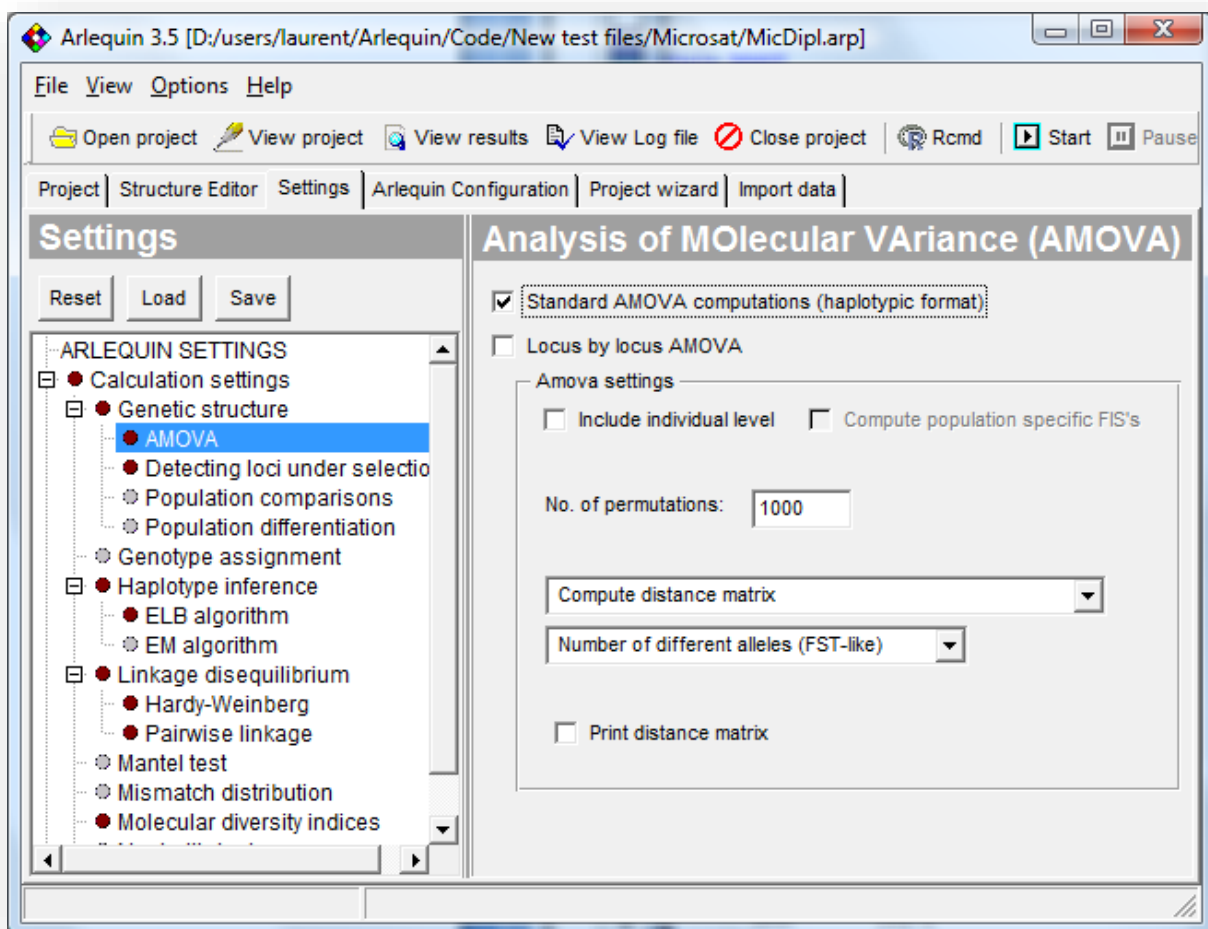 Arlequin 3.5 [D:/users/laurent/Arlequin/Code/New test files/Microsat/MicDipl.arp]
File View Options Help
Open project View project View results View Log file Close project Rcmd Start Pause
Project Structure Editor Settings Arlequin Configuration Project wizard Import data
Settings
Reset Load Save
ARLEQUIN SETTINGS
Calculation settings
Genetic structure
AMOVA
Detecting loci under selectio
Population comparisons
Population differentiation
Genotype assignment
Haplotype inference
ELB algorithm
EM algorithm
Linkage disequilibrium
Hardy-Weinberg
Pairwise linkage
Mantel test
Mismatch distribution
Molecular diversity indices
Analysis of MOlecular VAriance (AMOVA)
Standard AMOVA computations (haplotypic format)
Locus by locus AMOVA
Amova settings
Include individual level Compute population specific FIS's
No. of permutations: 1000
Compute distance matrix
Number of different alleles (FST-like)
Print distance matrix